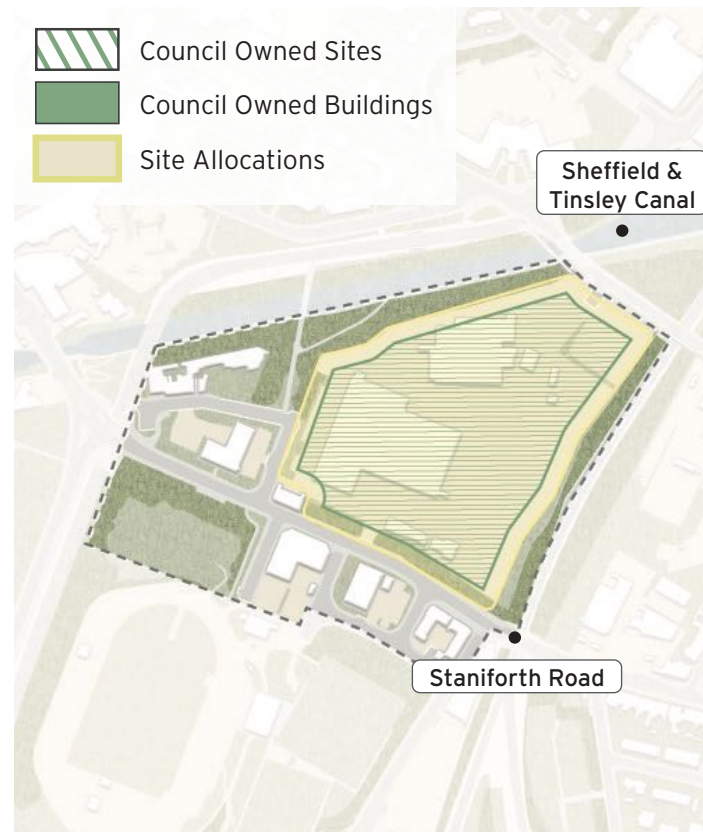 Council Owned Sites
Council Owned Buildings
Site Allocations
Sheffield &
Tinsley Canal
Staniforth Road